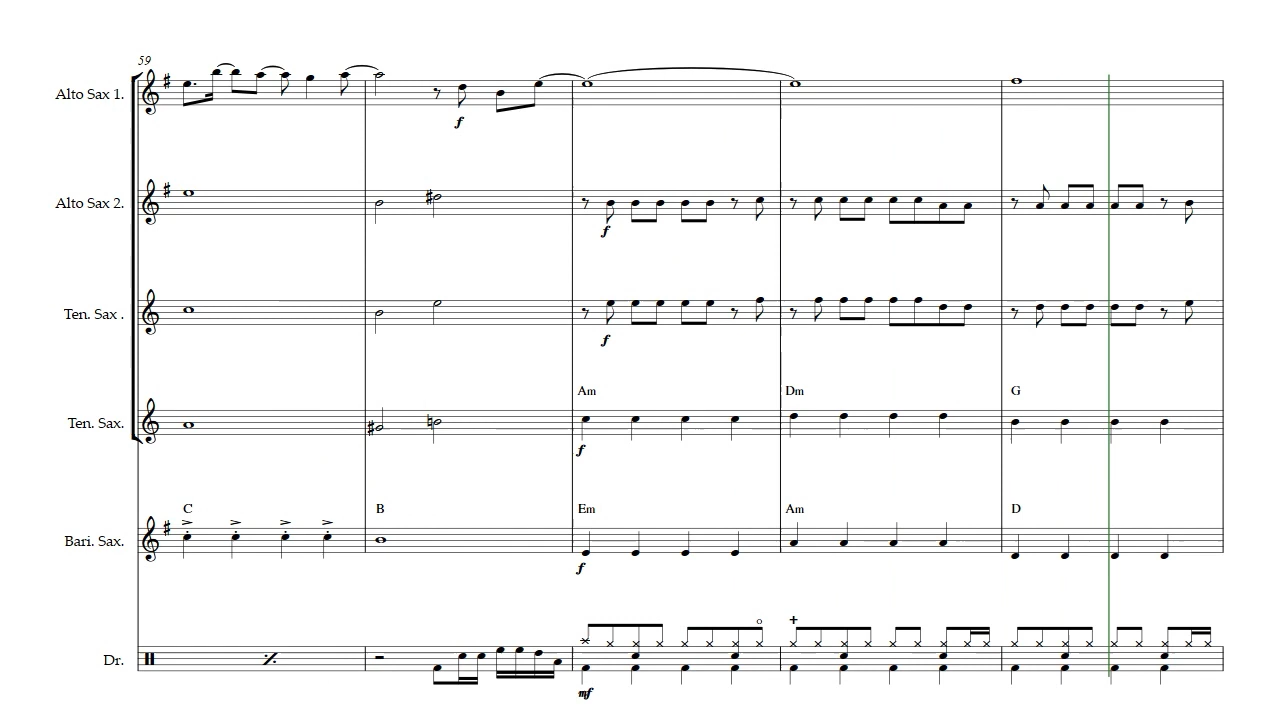 59
Alto Sax 1.
f
Alto Sax 2.
f
Ten. Sax .
f
Am Dm G
Ten. Sax.
f
C B Em Am D
Bari. Sax.
f
o +
Dr.
mf